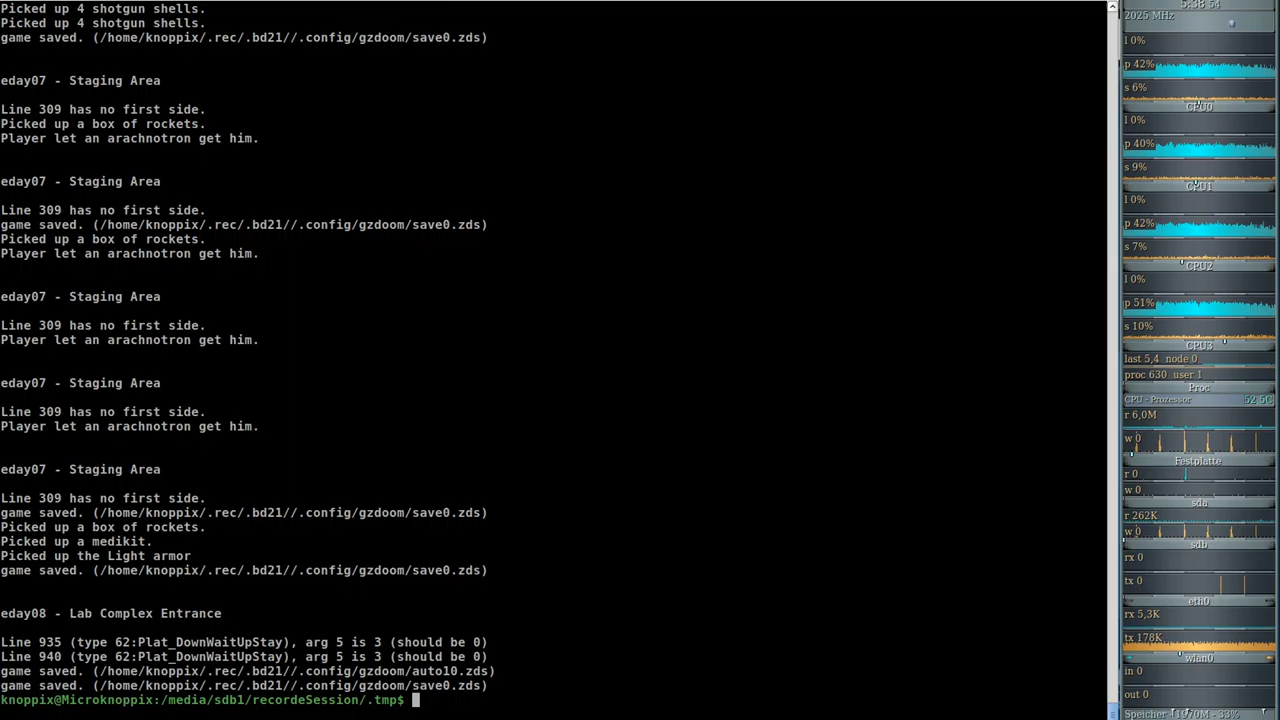 Picked up 4 shotgun shells.
Picked up 4 shotgun shells.
game saved. (/home/knoppix/.rec/.bd21//.config/gzdoom/save0.zds)
eday07 - Staging Area
Line 309 has no first side.
Picked up a box of rockets.
Player let an arachnotron get him.
eday07 - Staging Area
Line 309 has no first side.
game saved. (/home/knoppix/.rec/.bd21//.config/gzdoom/save0.zds)
Picked up a box of rockets.
Player let an arachnotron get him.
eday07 - Staging Area
Line 309 has no first side.
Player let an arachnotron get him.
eday07 - Staging Area
Line 309 has no first side.
Player let an arachnotron get him.
eday07 - Staging Area
Line 309 has no first side.
game saved. (/home/knoppix/.rec/.bd21//.config/gzdoom/save0.zds)
Picked up a box of rockets.
Picked up a medikit.
Picked up the Light armor
game saved. (/home/knoppix/.rec/.bd21//.config/gzdoom/save0.zds)
eday08 - Lab Complex Entrance
Line 935 (type 62:Plat_DownWaitUpStay), arg 5 is 3 (should be 0)
Line 940 (type 62:Plat_DownWaitUpStay), arg 5 is 3 (should be 0)
game saved. (/home/knoppix/.rec/.bd21//.config/gzdoom/auto10.zds)
game saved. (/home/knoppix/.rec/.bd21//.config/gzdoom/save0.zds)
knoppix@Microknoppix:/media/sdb1/recordeSession/.tmp$
5:38 54
2025 MHz
l 0%
p 42%
s 6%
CPU0
l 0%
p 40%
s 9%
CPU1
l 0%
p 42%
s 7%
CPU2
l 0%
p 51%
s 10%
CPU3
last 5,4 node 0
proc 630 user 1
Proc
CPU - Prozessor 52,5C
r 6,0M
w 0
Festplatte
r 0
w 0
sda
r 262K
w 0
sdb
rx 0
tx 0
eth0
rx 5,3K
tx 178K
wlan0
in 0
out 0
Speicher 1970M - 33%